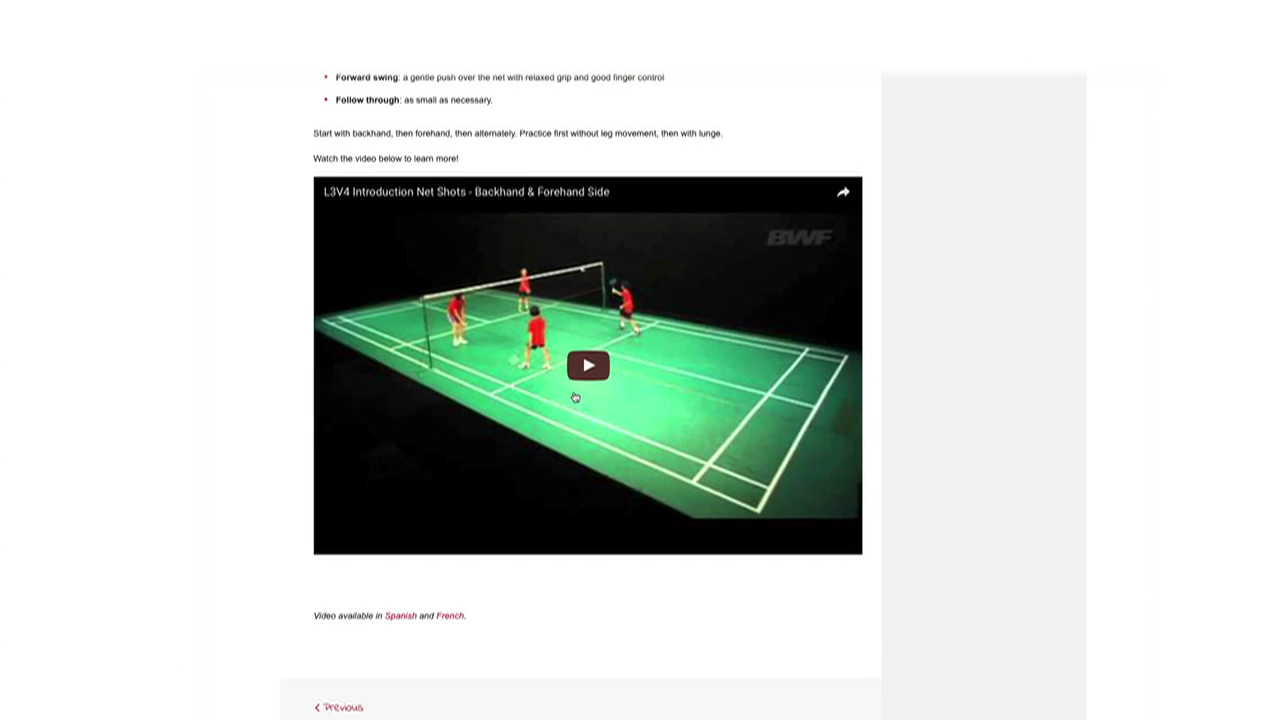 • Forward swing: a gentle push over the net with relaxed grip and good finger control
• Follow through: as small as necessary.
Start with backhand, then forehand, then alternately. Practice first without leg movement, then with lunge.
Watch the video below to learn more!
L3V4 Introduction Net Shots - Backhand & Forehand Side
BWF
Video available in Spanish and French.
< Previous